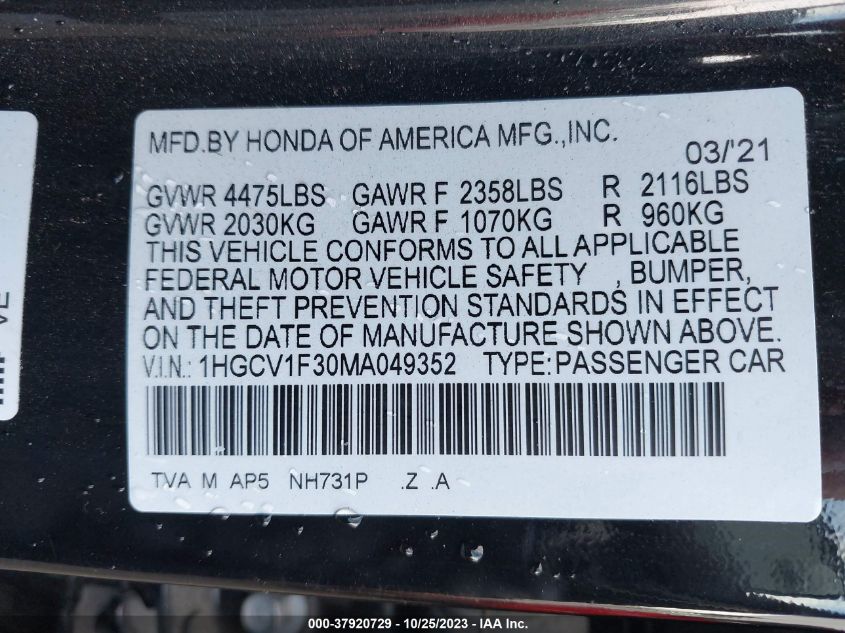 MFD.BY HONDA OF AMERICA MFG.,INC.
03/'21
GVWR 4475LBS GAWR F 2358LBS R 2116LBS
GVWR 2030KG GAWR F 1070KG R 960KG
THIS VEHICLE CONFORMS TO ALL APPLICABLE
FEDERAL MOTOR VEHICLE SAFETY , BUMPER,
AND THEFT PREVENTION STANDARDS IN EFFECT
ON THE DATE OF MANUFACTURE SHOWN ABOVE.
V.I.N.: 1HGCV1F30MA049352 TYPE:PASSENGER CAR
TVA M AP5 NH731P .Z .A
000-37920729 - 10/25/2023 - IAA Inc.